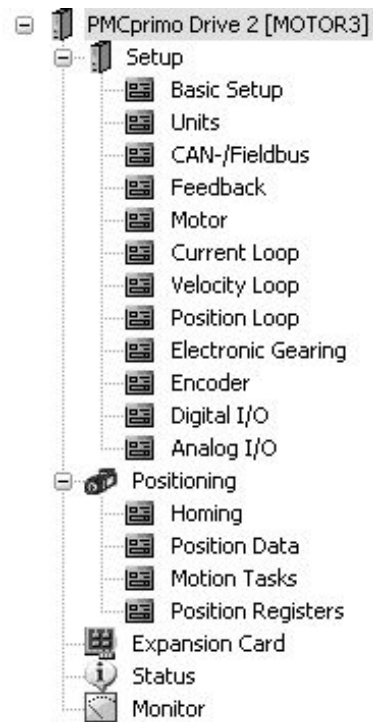 PMCprimo Drive 2 [MOTOR3]
Setup
Basic Setup
Units
CAN-/Fieldbus
Feedback
Motor
Current Loop
Velocity Loop
Position Loop
Electronic Gearing
Encoder
Digital I/O
Analog I/O
Positioning
Homing
Position Data
Motion Tasks
Position Registers
Expansion Card
Status
Monitor